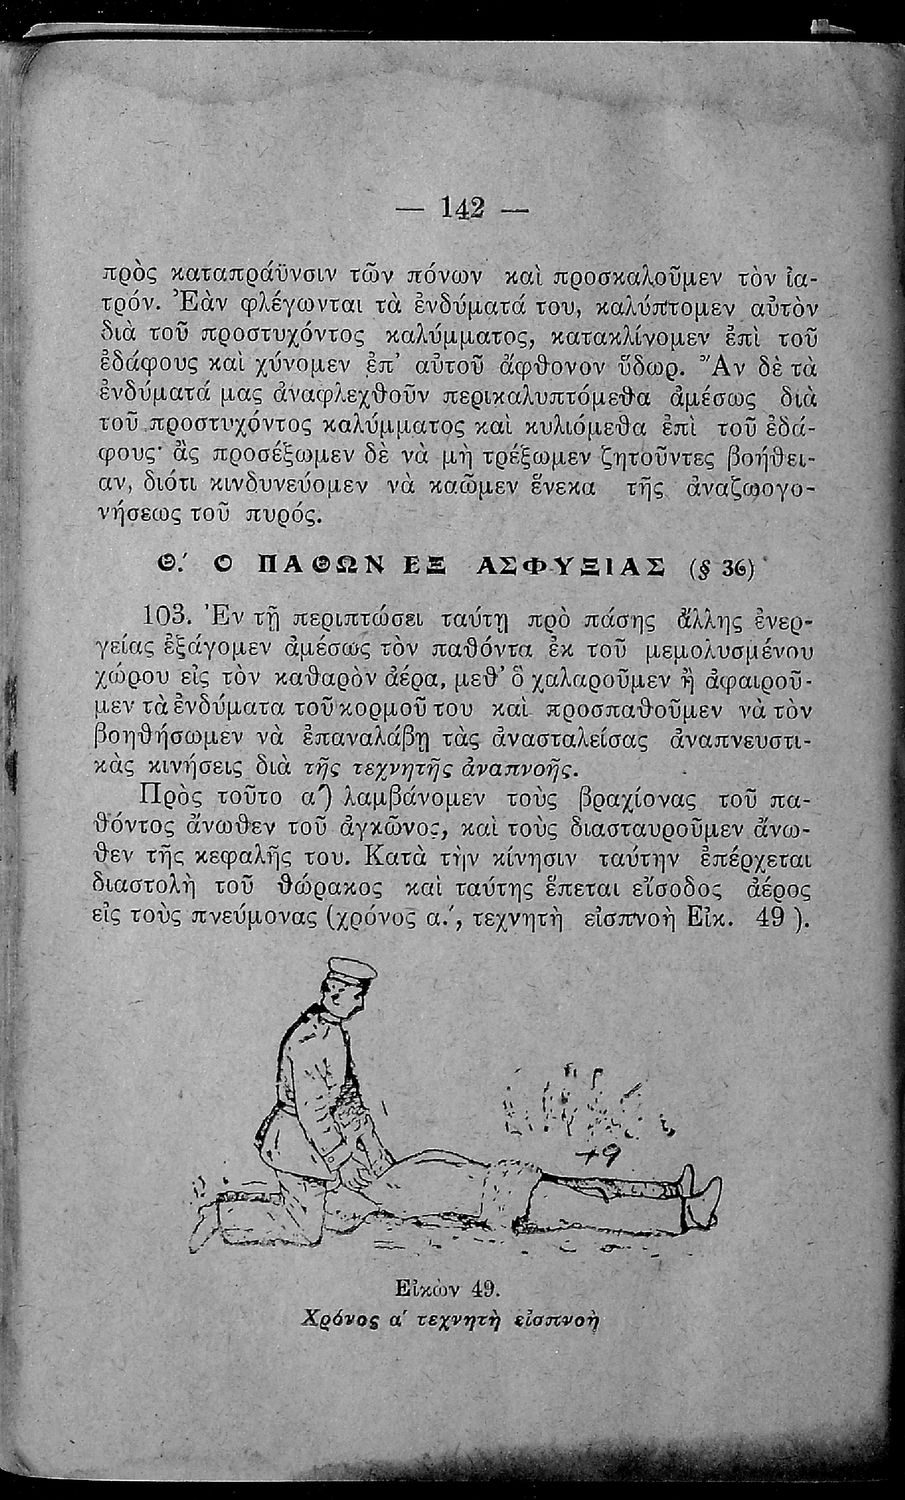 — 142 —
πρὸς καταπράϋνσιν τῶν πόνων καὶ προσκαλοῦμεν τὸν ἰα-
τρόν. Ἐὰν φλέγωνται τὰ ἐνδύματά του, καλύπτομεν αὐτὸν
διὰ τοῦ προστυχόντος καλύμματος, κατακλίνομεν ἐπὶ τοῦ
ἐδάφους καὶ χύνομεν ἐπ' αὐτοῦ ἄφθονον ὕδωρ. Ἂν δὲ τὰ
ἐνδύματά μας ἀναφλεχθοῦν περικαλυπτόμεθα ἀμέσως διὰ
τοῦ προστυχόντος καλύμματος καὶ κυλιόμεθα ἐπὶ τοῦ ἐδά-
φους· ἂς προσέξωμεν δὲ νὰ μὴ τρέξωμεν ζητοῦντες βοήθει-
αν, διότι κινδυνεύομεν νὰ καῶμεν ἕνεκα τῆς ἀναζωογο-
νήσεως τοῦ πυρός.
Θ.′ Ο ΠΑΘΩΝ ΕΞ ΑΣΦΥΞΙΑΣ (§ 36)
103. Ἐν τῇ περιπτώσει ταύτῃ πρὸ πάσης ἄλλης ἐνερ-
γείας ἐξάγομεν ἀμέσως τὸν παθόντα ἐκ τοῦ μεμολυσμένου
χώρου εἰς τὸν καθαρὸν ἀέρα, μεθ' ὃ χαλαροῦμεν ἢ ἀφαιροῦ-
μεν τὰ ἐνδύματα τοῦ κορμοῦ του καὶ προσπαθοῦμεν νὰ τὸν
βοηθήσωμεν νὰ ἐπαναλάβῃ τὰς ἀνασταλείσας ἀναπνευστι-
κὰς κινήσεις διὰ τῆς τεχνητῆς ἀναπνοῆς.
Πρὸς τοῦτο α′) λαμβάνομεν τοὺς βραχίονας τοῦ πα-
θόντος ἄνωθεν τοῦ ἀγκῶνος, καὶ τοὺς διασταυροῦμεν ἄνω-
θεν τῆς κεφαλῆς του. Κατὰ τὴν κίνησιν ταύτην ἐπέρχεται
διαστολὴ τοῦ θώρακος καὶ ταύτης ἕπεται εἴσοδος ἀέρος
εἰς τοὺς πνεύμονας (χρόνος α.′, τεχνητὴ εἰσπνοὴ Εἰκ. 49 ).
49
Εἰκὼν 49.
Χρόνος α′ τεχνητὴ εἰσπνοὴ